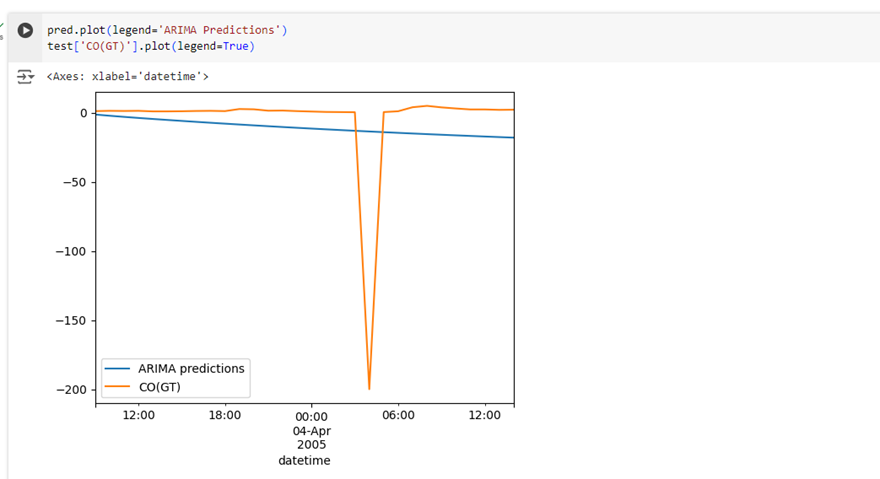 pred.plot(legend='ARIMA Predictions')
test['CO(GT)'].plot(legend=True)
<Axes: xlabel='datetime'>
0
−50
−100
−150
−200
ARIMA predictions
CO(GT)
12:00 18:00 00:00 06:00 12:00
04-Apr
2005
datetime